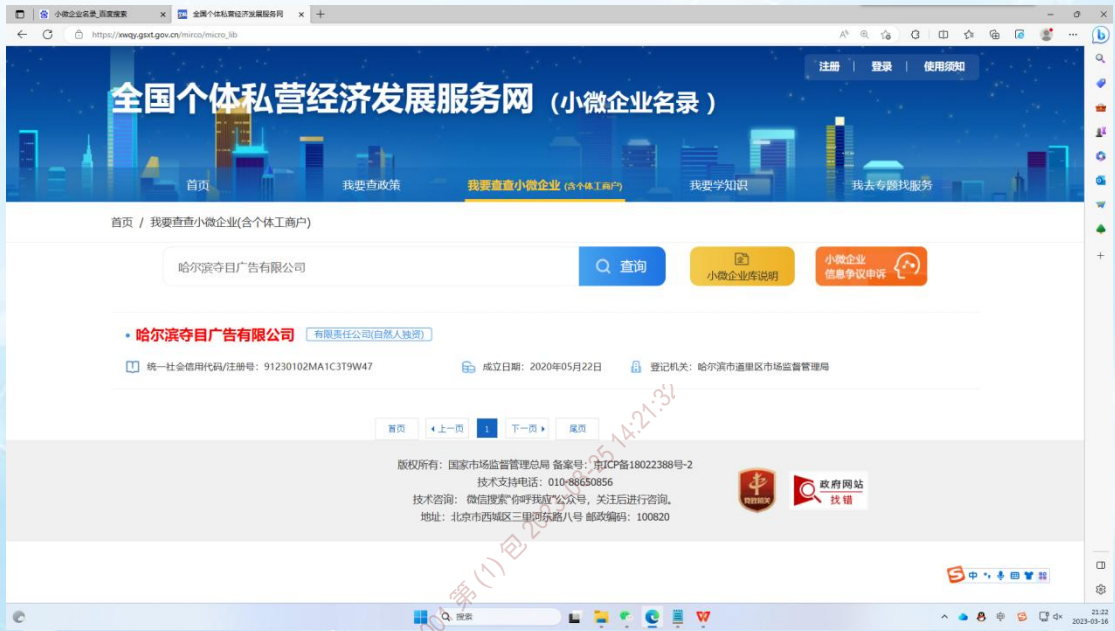 小微企业名录_百度搜索
全国个体私营经济发展服务网
https://xwqy.gsxt.gov.cn/mirco/micro_lib
注册 | 登录 | 使用须知
全国个体私营经济发展服务网 (小微企业名录)
首页 我要查政策 我要查查小微企业 (含个体工商户) 我要学知识 我去专题找服务
首页 / 我要查查小微企业(含个体工商户)
哈尔滨夺目广告有限公司
查询
小微企业库说明
小微企业
信息争议申诉
哈尔滨夺目广告有限公司 有限责任公司(自然人独资)
统一社会信用代码/注册号：91230102MA1C3T9W47 成立日期：2020年05月22日 登记机关：哈尔滨市道里区市场监督管理局
首页 上一页 1 下一页 尾页
版权所有：国家市场监督管理总局 备案号：京ICP备18022388号-2
技术支持电话：010-88650856
技术咨询： 微信搜索“你呼我应”公众号，关注后进行咨询。
地址：北京市西城区三里河东路八号 邮政编码：100820
党政机关
政府网站
找错
第(1)包 2023-03-25 14:21:32
中
搜索
中
21:22
2023-03-16